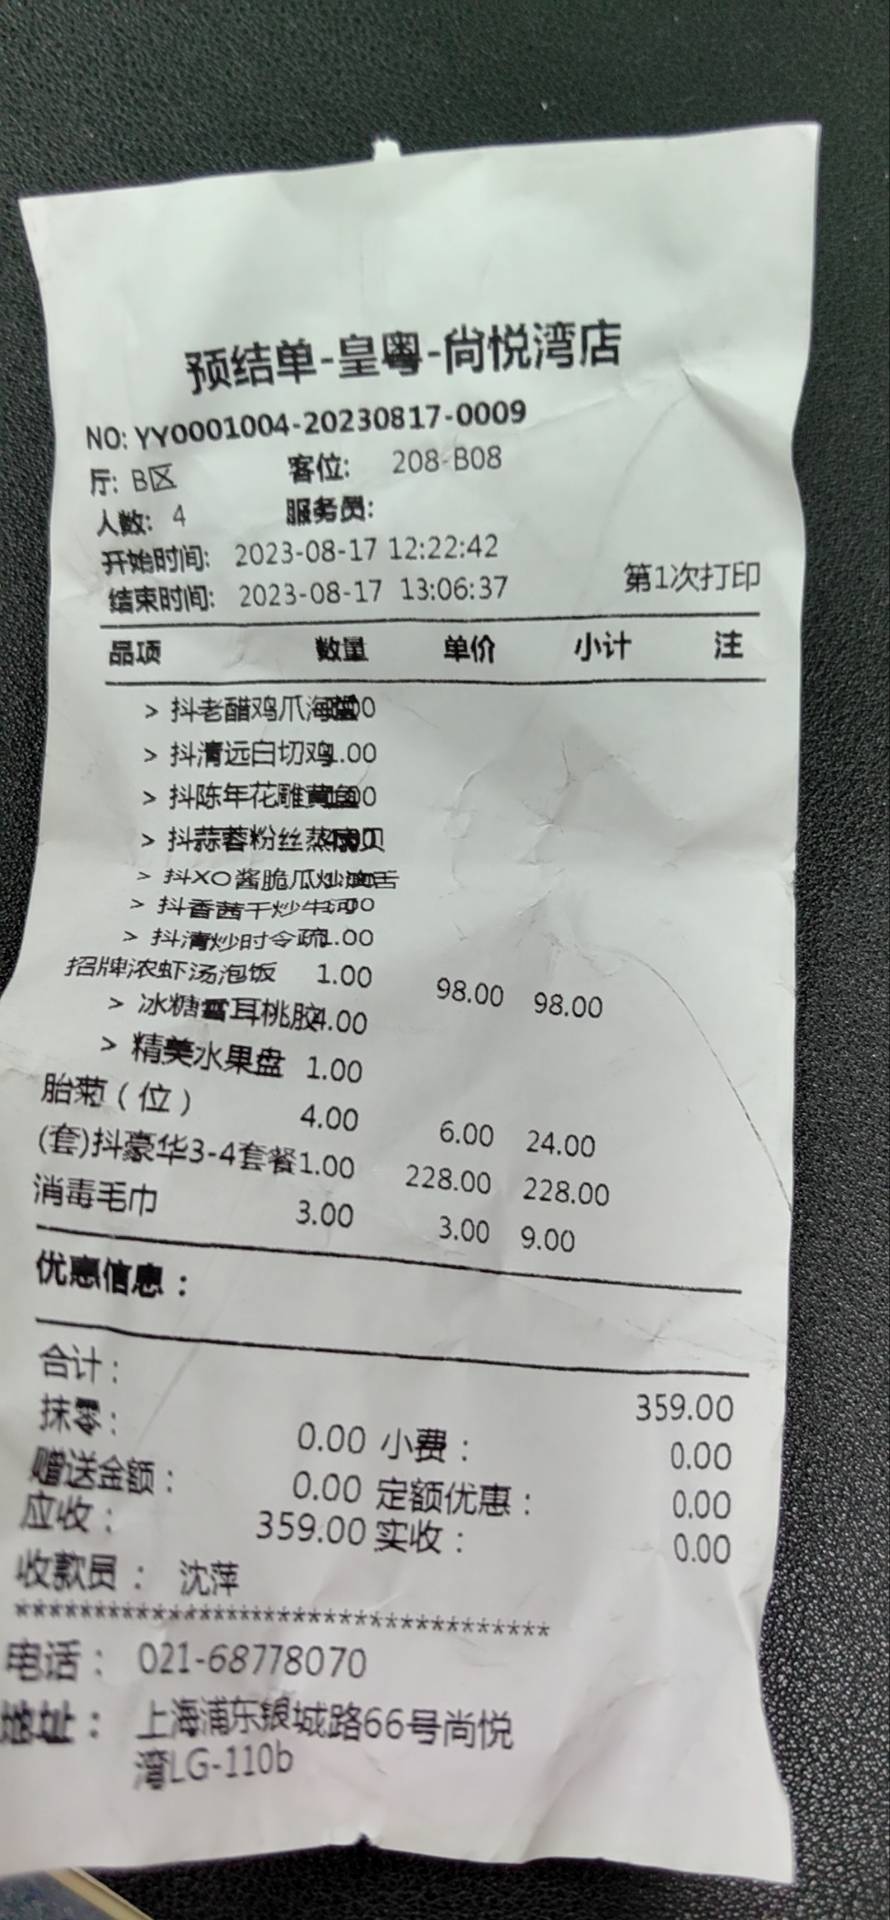 预结单-皇粤-尚悦湾店
NO: YY0001004-20230817-0009
厅: B区 客位: 208-B08
人数: 4 服务员:
开始时间: 2023-08-17 12:22:42
结束时间: 2023-08-17 13:06:37 第1次打印
品项 数量 单价 小计 注
> 抖老醋鸡爪海
> 抖清远白切鸡1.00
> 抖陈年花雕黄
> 抖蒜蓉粉丝蒸
> 抖XO酱脆瓜炒
> 抖香茜干炒牛河
> 抖清炒时令蔬1.00
招牌浓虾汤泡饭 1.00 98.00 98.00
> 冰糖雪耳桃胶4.00
> 精美水果盘 1.00
胎菊(位) 4.00 6.00 24.00
(套)抖豪华3-4套餐1.00 228.00 228.00
消毒毛巾 3.00 3.00 9.00
优惠信息:
合计: 359.00
抹零: 0.00 小费: 0.00
赠送金额: 0.00 定额优惠: 0.00
应收: 359.00 实收: 0.00
收款员: 沈萍
***********************************
电话: 021-68778070
地址: 上海浦东银城路66号尚悦
湾LG-110b